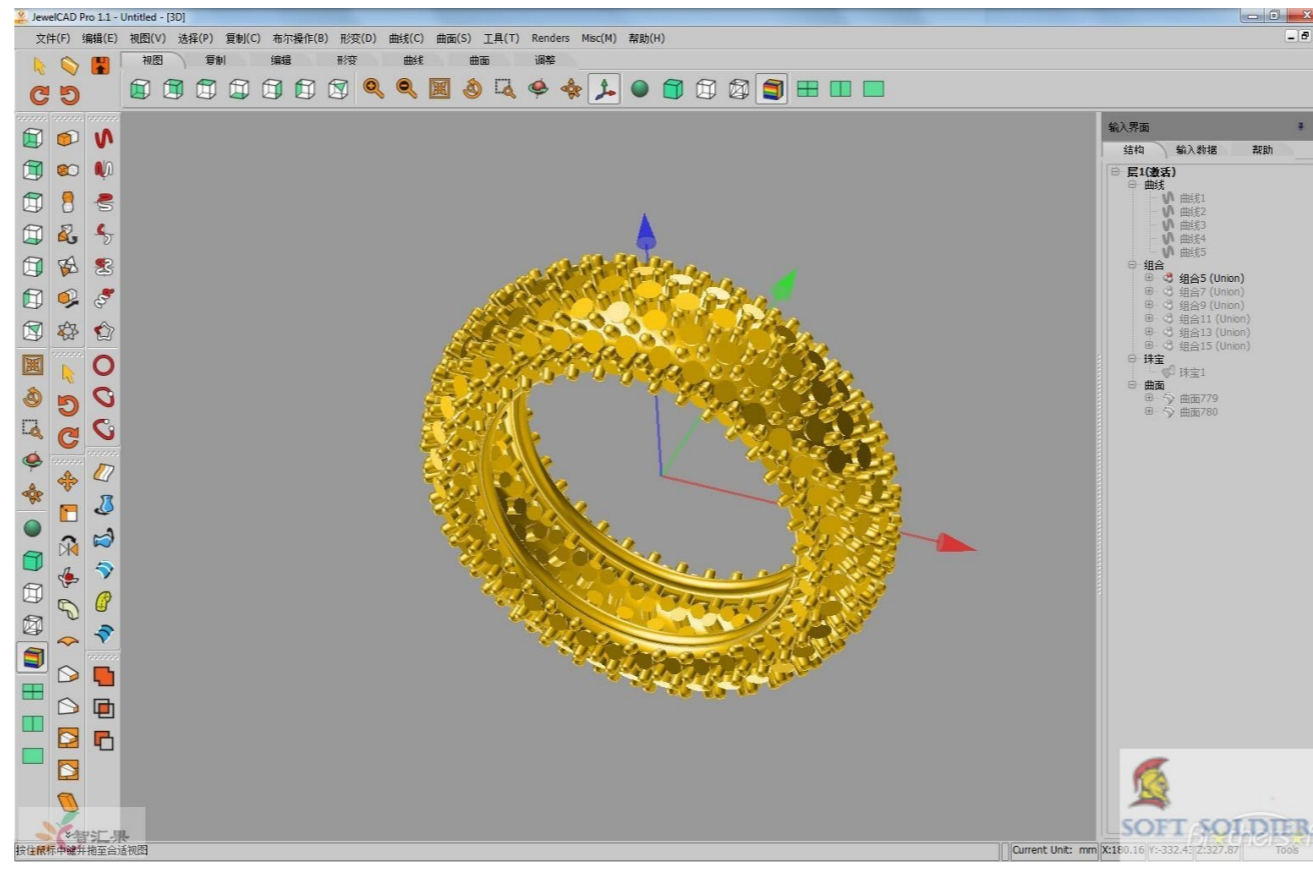 JewelCAD Pro 1.1 - Untitled - [3D]
文件(F) 编辑(E) 视图(V) 选择(P) 复制(C) 布尔操作(B) 形变(D) 曲线(C) 曲面(S) 工具(T) Renders Misc(M) 帮助(H)
视图 复制 编辑 形变 曲线 曲面 调整
输入界面
结构 输入数据 帮助
层1(激活)
曲线
曲线1
曲线2
曲线3
曲线4
曲线5
组合
组合5 (Union)
组合7 (Union)
组合9 (Union)
组合11 (Union)
组合13 (Union)
组合15 (Union)
珠宝
珠宝1
曲面
曲面779
曲面780
智汇果
SOFT SOLDIER
按住鼠标中键并拖至合适视图 Current Unit: mm X:180.16 Y:-332.43 Z:327.87 Tools